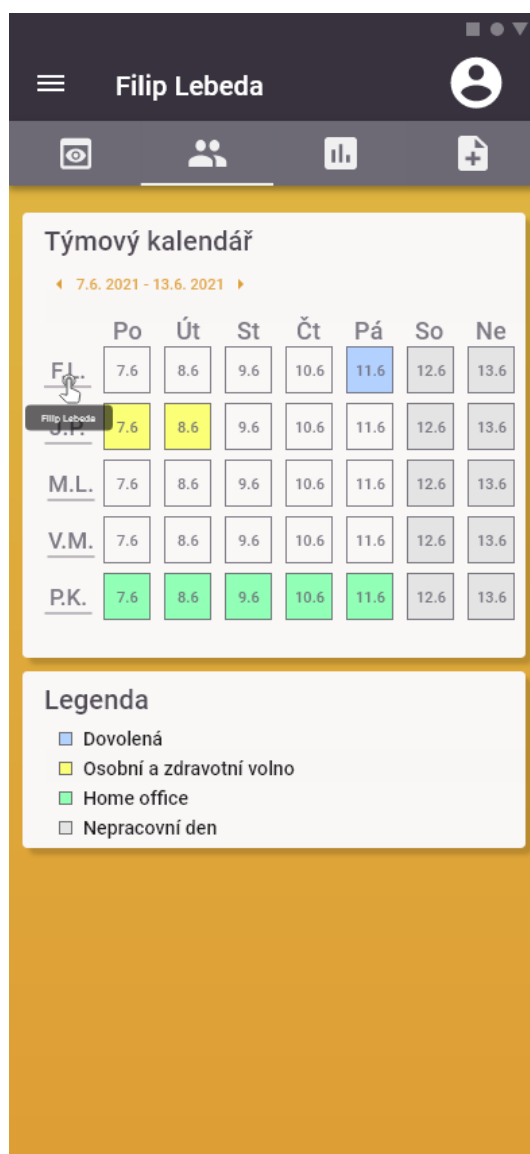 Filip Lebeda
Týmový kalendář
7.6. 2021 - 13.6. 2021
Po Út St Čt Pá So Ne
F.L. 7.6 8.6 9.6 10.6 11.6 12.6 13.6
Filip Lebeda
J.P. 7.6 8.6 9.6 10.6 11.6 12.6 13.6
M.L. 7.6 8.6 9.6 10.6 11.6 12.6 13.6
V.M. 7.6 8.6 9.6 10.6 11.6 12.6 13.6
P.K. 7.6 8.6 9.6 10.6 11.6 12.6 13.6
Legenda
Dovolená
Osobní a zdravotní volno
Home office
Nepracovní den